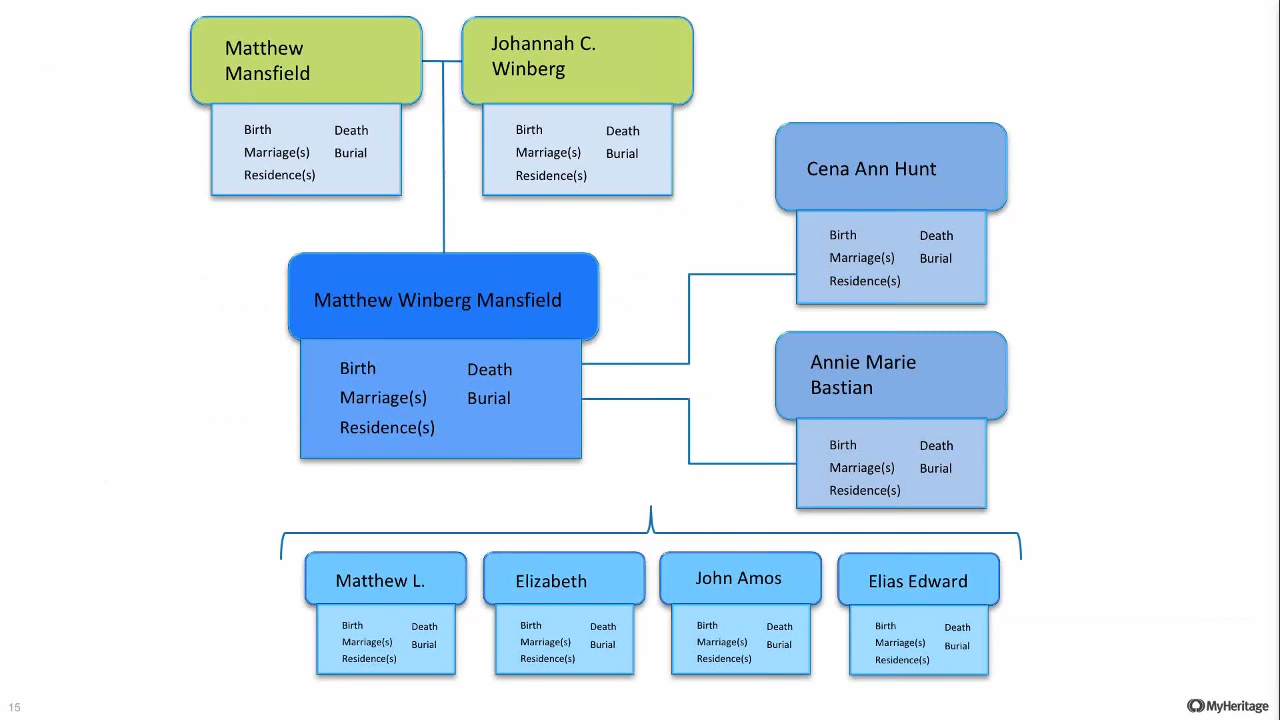 Matthew
Mansfield
Birth Death
Marriage(s) Burial
Residence(s)
Johannah C.
Winberg
Birth Death
Marriage(s) Burial
Residence(s)
Cena Ann Hunt
Birth Death
Marriage(s) Burial
Residence(s)
Matthew Winberg Mansfield
Birth Death
Marriage(s) Burial
Residence(s)
Annie Marie
Bastian
Birth Death
Marriage(s) Burial
Residence(s)
Matthew L.
Birth Death
Marriage(s) Burial
Residence(s)
Elizabeth
Birth Death
Marriage(s) Burial
Residence(s)
John Amos
Birth Death
Marriage(s) Burial
Residence(s)
Elias Edward
Birth Death
Marriage(s) Burial
Residence(s)
15
MyHeritage